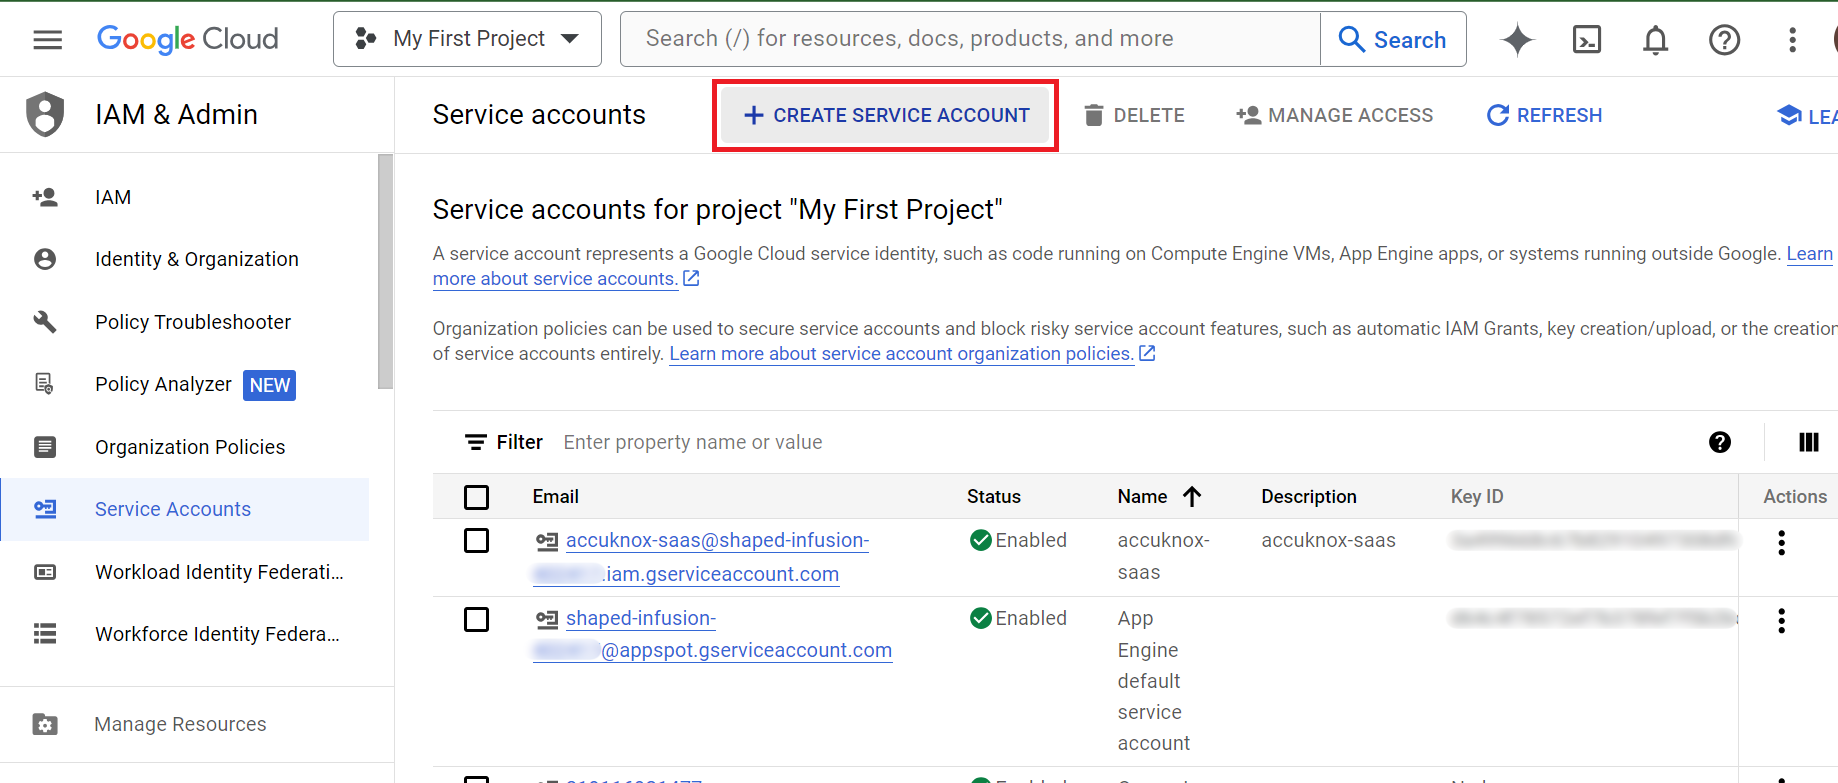 Google Cloud
My First Project
Search (/) for resources, docs, products, and more
Search
IAM & Admin
Service accounts
CREATE SERVICE ACCOUNT
DELETE
MANAGE ACCESS
REFRESH
IAM
Identity & Organization
Policy Troubleshooter
Policy Analyzer NEW
Organization Policies
Service Accounts
Workload Identity Federati...
Workforce Identity Federa...
Manage Resources
Service accounts for project "My First Project"
A service account represents a Google Cloud service identity, such as code running on Compute Engine VMs, App Engine apps, or systems running outside Google. Learn
more about service accounts.
Organization policies can be used to secure service accounts and block risky service account features, such as automatic IAM Grants, key creation/upload, or the creation
of service accounts entirely. Learn more about service account organization policies.
Filter Enter property name or value
Email Status Name Description Key ID Actions
accuknox-saas@shaped-infusion- Enabled accuknox- accuknox-saas
.iam.gserviceaccount.com saas
shaped-infusion- Enabled App
@appspot.gserviceaccount.com Engine
default
service
account